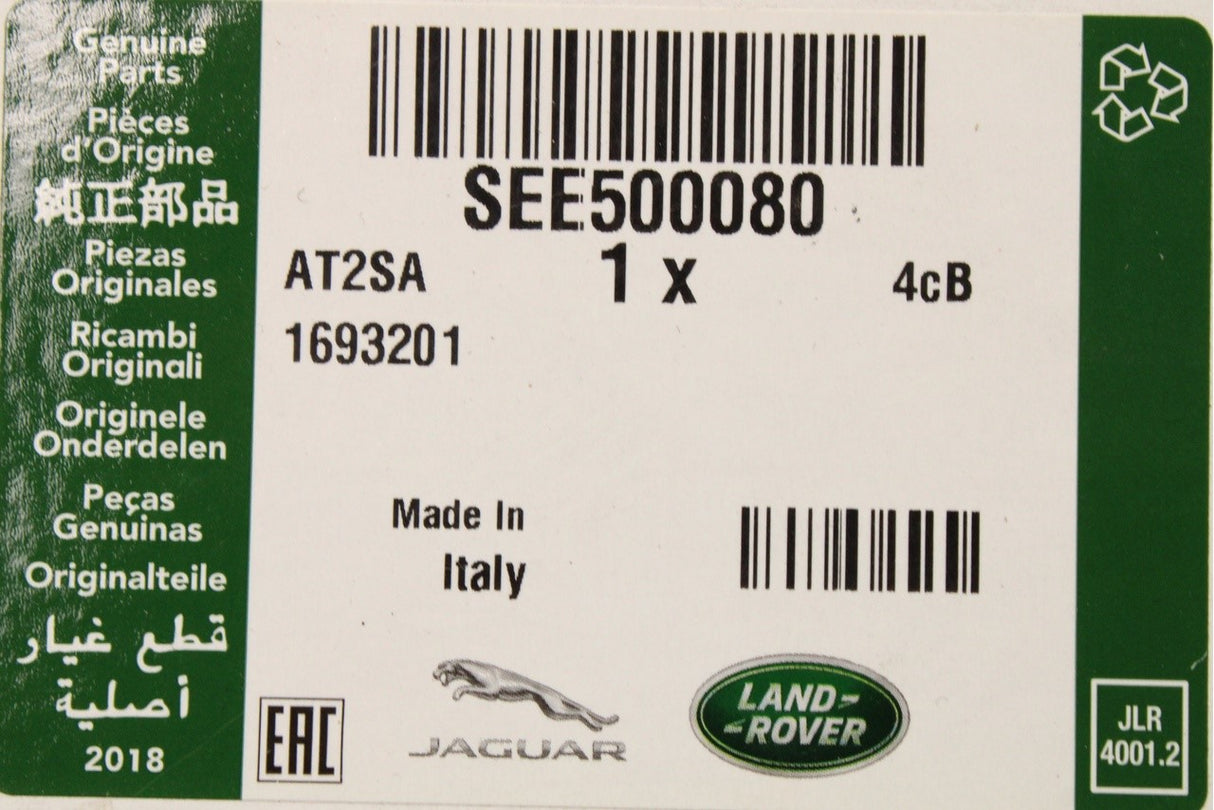 Genuine
Parts
Pièces
d'Origine
純正部品
Piezas
Originales
Ricambi
Originali
Originele
Onderdelen
Peças
Genuinas
Originalteile
قطع غيار
أصلية
2018
SEE500080
AT2SA
1 x
4cB
1693201
Made In
Italy
EAC
JAGUAR
LAND-
-ROVER
JLR
4001.2